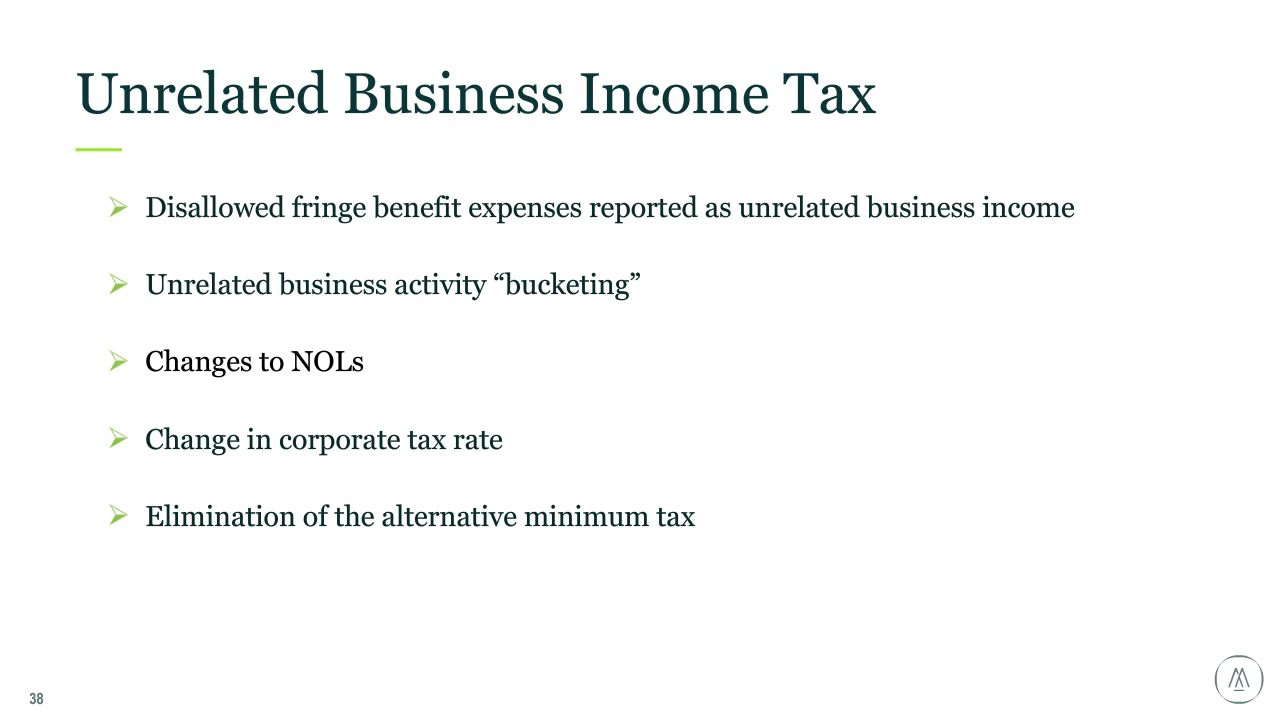 Unrelated Business Income Tax
Disallowed fringe benefit expenses reported as unrelated business income
Unrelated business activity “bucketing”
Changes to NOLs
Change in corporate tax rate
Elimination of the alternative minimum tax
38